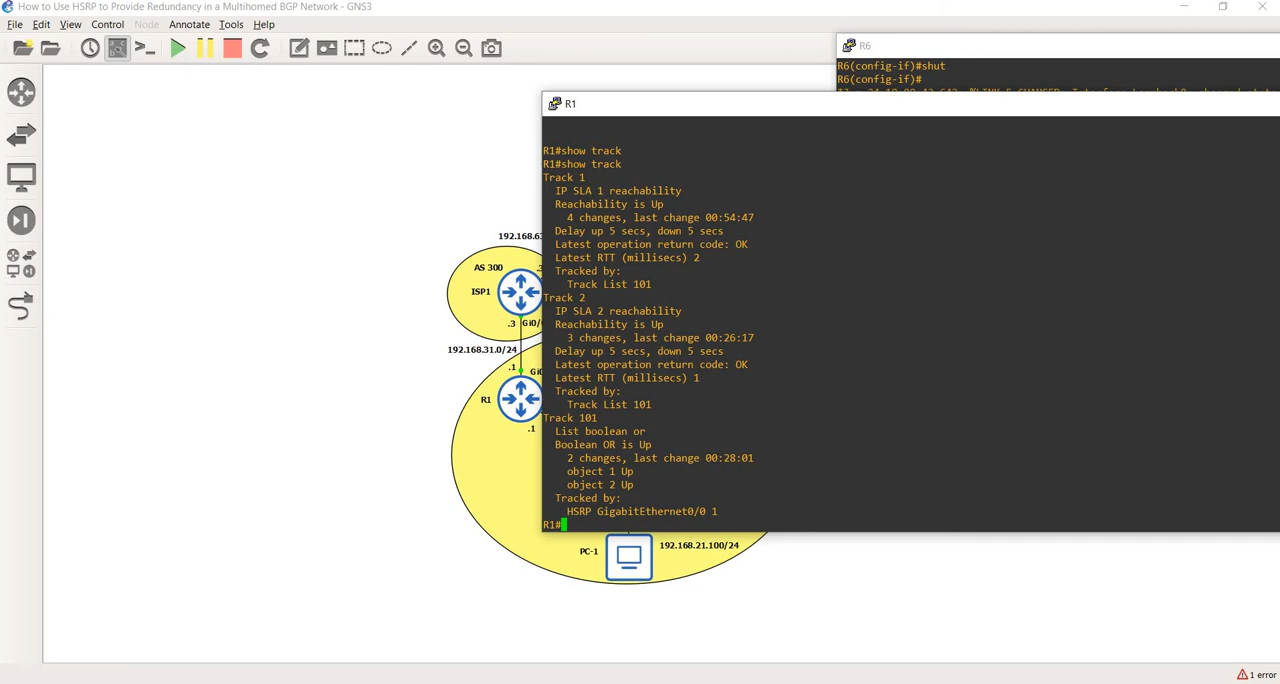 How to Use HSRP to Provide Redundancy in a Multihomed BGP Network - GNS3
File Edit View Control Node Annotate Tools Help
R6
R6(config-if)#shut
R6(config-if)#
R1
R1#show track
R1#show track
Track 1
IP SLA 1 reachability
Reachability is Up
4 changes, last change 00:54:47
Delay up 5 secs, down 5 secs
Latest operation return code: OK
Latest RTT (millisecs) 2
Tracked by:
Track List 101
Track 2
IP SLA 2 reachability
Reachability is Up
3 changes, last change 00:26:17
Delay up 5 secs, down 5 secs
Latest operation return code: OK
Latest RTT (millisecs) 1
Tracked by:
Track List 101
Track 101
List boolean or
Boolean OR is Up
2 changes, last change 00:28:01
object 1 Up
object 2 Up
Tracked by:
HSRP GigabitEthernet0/0 1
R1#
192.168.63
AS 300
ISP1
.3 Gi0/
192.168.31.0/24
.1 Gi0
R1
.1
PC-1
192.168.21.100/24
1 error